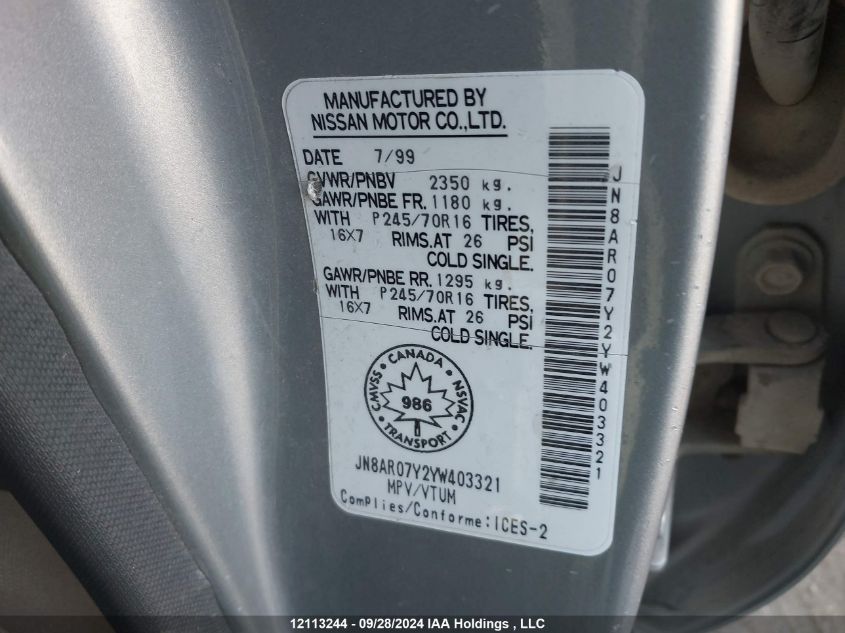 MANUFACTURED BY
NISSAN MOTOR CO.,LTD.
DATE 7/99
GVWR/PNBV 2350 kg.
GAWR/PNBE FR. 1180 kg.
WITH P245/70R16 TIRES,
16X7 RIMS.AT 26 PSI
COLD SINGLE.
GAWR/PNBE RR. 1295 kg.
WITH P245/70R16 TIRES,
16X7 RIMS.AT 26 PSI
COLD SINGLE.
CANADA
CMVSS NSVAC
986
TRANSPORT
JN8AR07Y2YW403321
MPV/VTUM
ComPlies/Conforme:ICES-2
JN8AR07Y2YW403321
12113244 - 09/28/2024 IAA Holdings , LLC